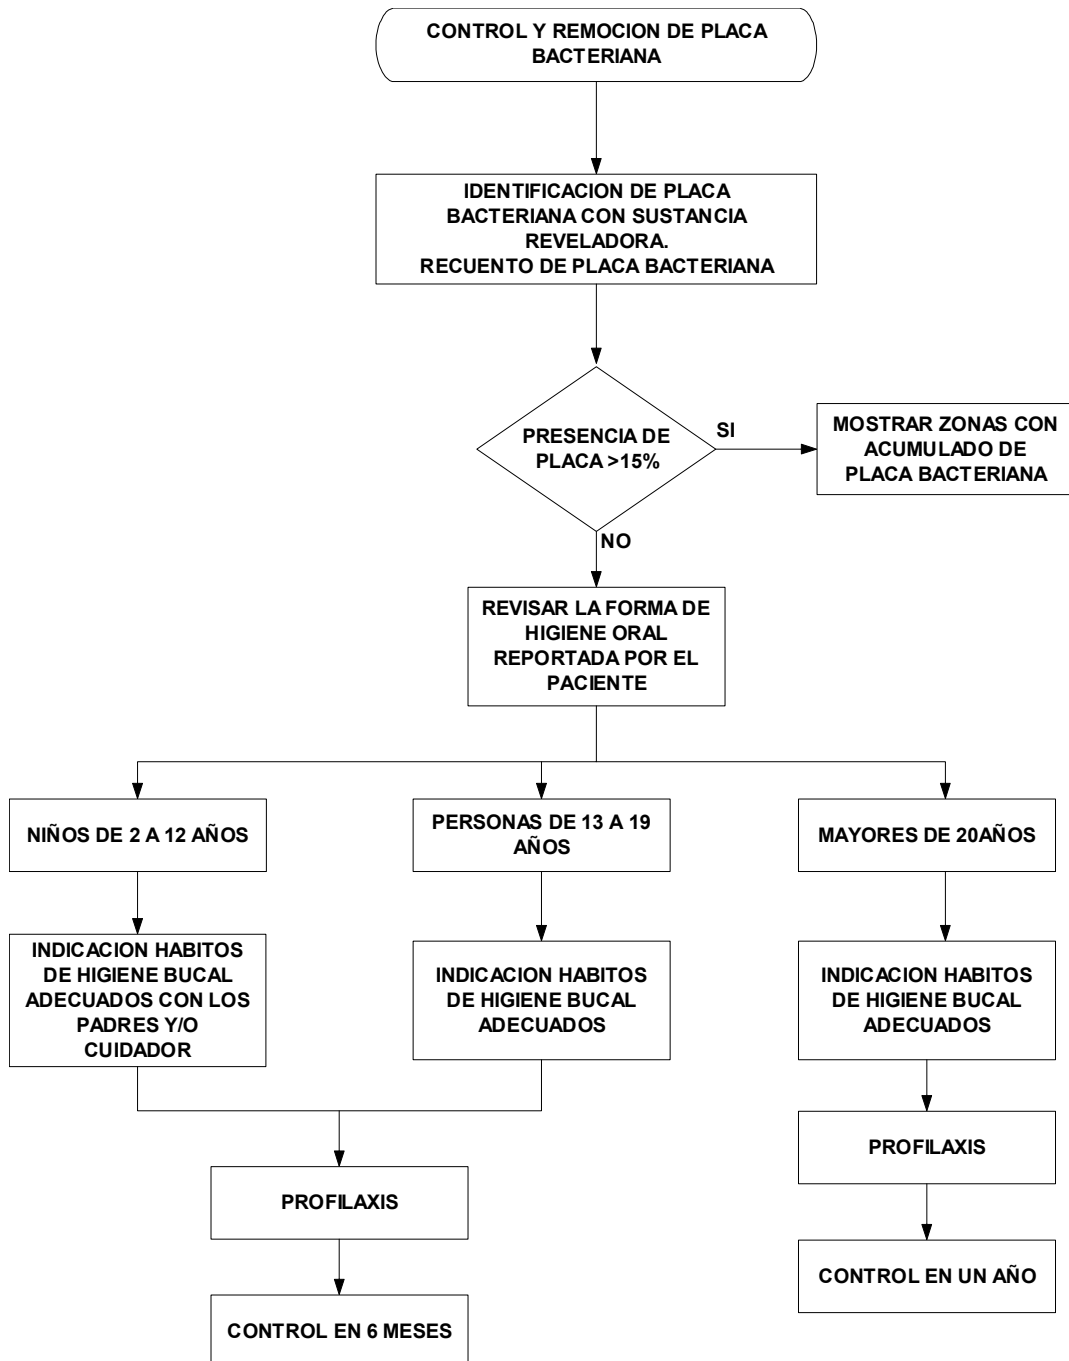 CONTROL Y REMOCION DE PLACA
BACTERIANA
IDENTIFICACION DE PLACA
BACTERIANA CON SUSTANCIA
REVELADORA.
RECUENTO DE PLACA BACTERIANA
PRESENCIA DE
PLACA >15%
SI
MOSTRAR ZONAS CON
ACUMULADO DE
PLACA BACTERIANA
NO
REVISAR LA FORMA DE
HIGIENE ORAL
REPORTADA POR EL
PACIENTE
NIÑOS DE 2 A 12 AÑOS
PERSONAS DE 13 A 19
AÑOS
MAYORES DE 20AÑOS
INDICACION HABITOS
DE HIGIENE BUCAL
ADECUADOS CON LOS
PADRES Y/O
CUIDADOR
INDICACION HABITOS
DE HIGIENE BUCAL
ADECUADOS
INDICACION HABITOS
DE HIGIENE BUCAL
ADECUADOS
PROFILAXIS
PROFILAXIS
CONTROL EN 6 MESES
CONTROL EN UN AÑO